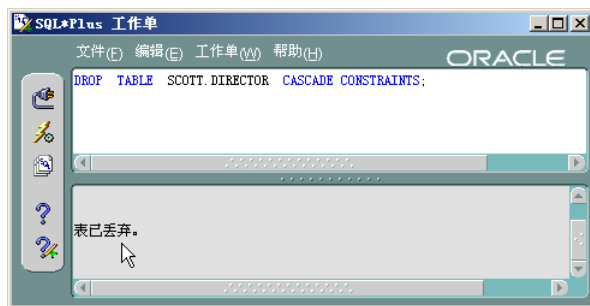 SQL*Plus 工作单
文件(F) 编辑(E) 工作单(W) 帮助(H)
ORACLE
DROP TABLE SCOTT.DIRECTOR CASCADE CONSTRAINTS;
表已丢弃。